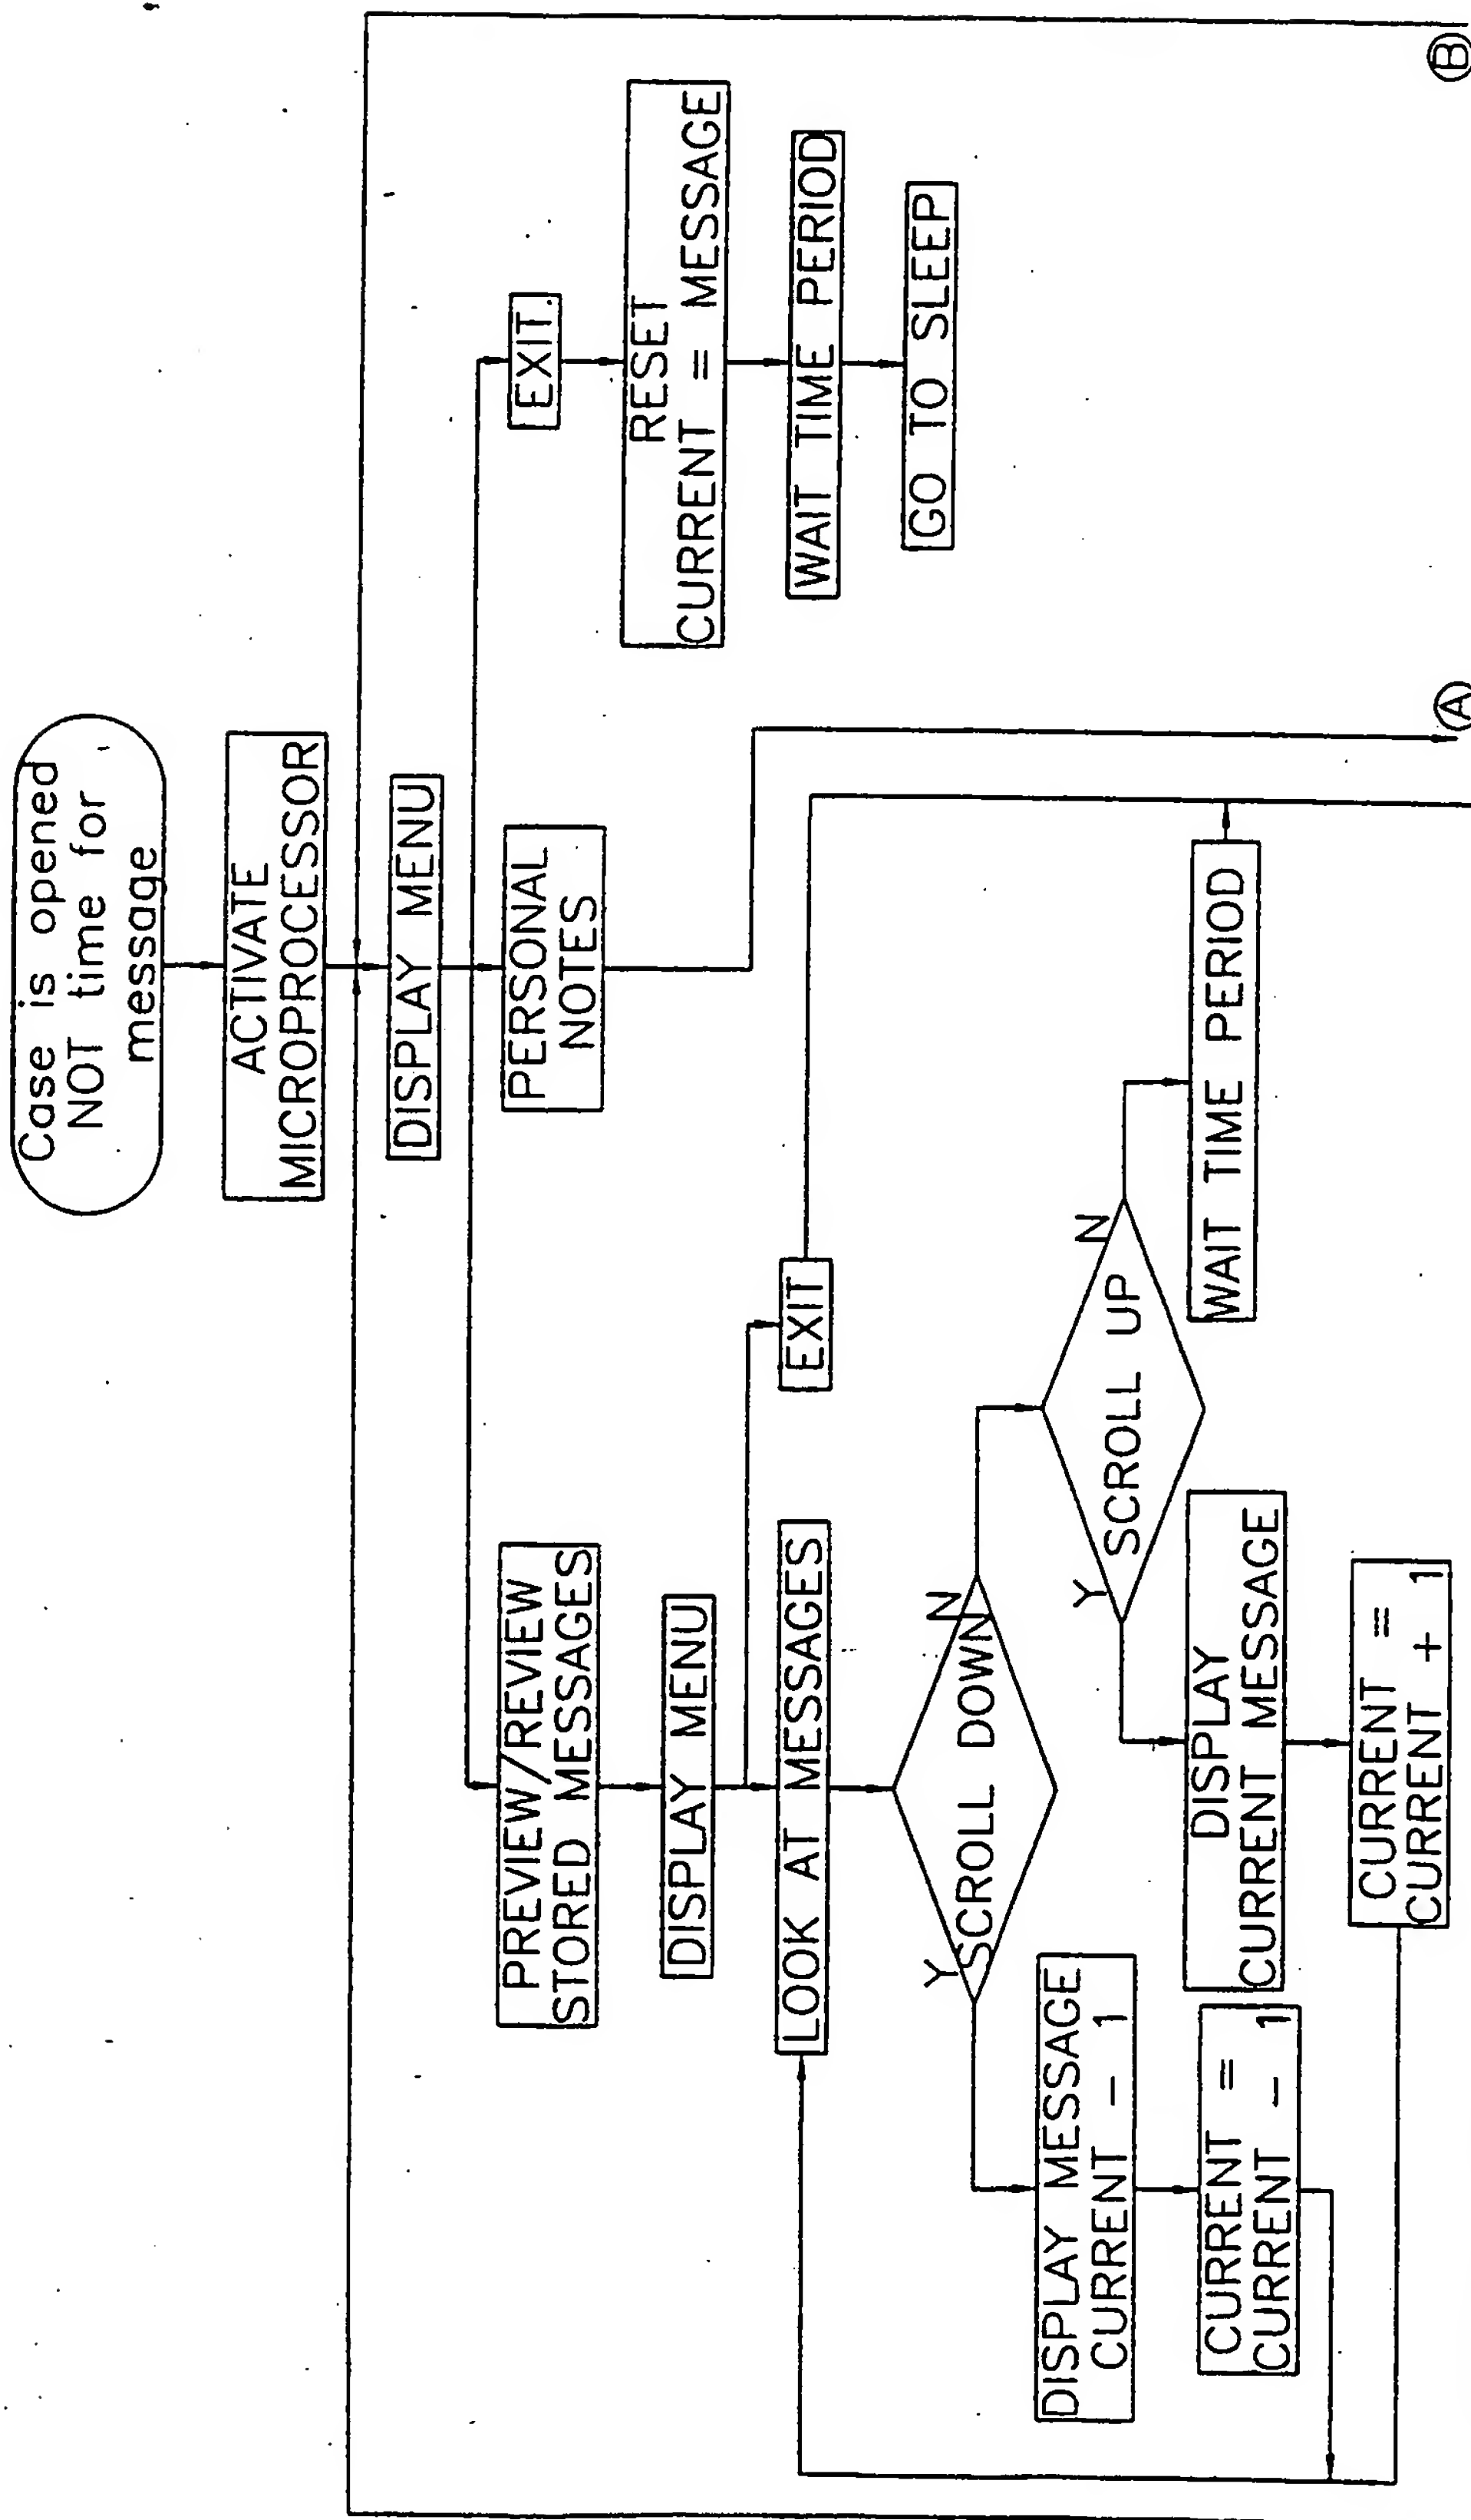 Case is opened
NOT time for
message
ACTIVATE
MICROPROCESSOR
DISPLAY MENU
PREVIEW/REVIEW
STORED MESSAGES
PERSONAL
NOTES
EXIT
RESET
CURRENT = MESSAGE
WAIT TIME PERIOD
GO TO SLEEP
DISPLAY MENU
LOOK AT MESSAGES
EXIT
Y
SCROLL DOWN
N
DISPLAY MESSAGE
CURRENT - 1
CURRENT =
CURRENT - 1
Y
SCROLL UP
N
DISPLAY
CURRENT MESSAGE
CURRENT =
CURRENT + 1
WAIT TIME PERIOD
A
B